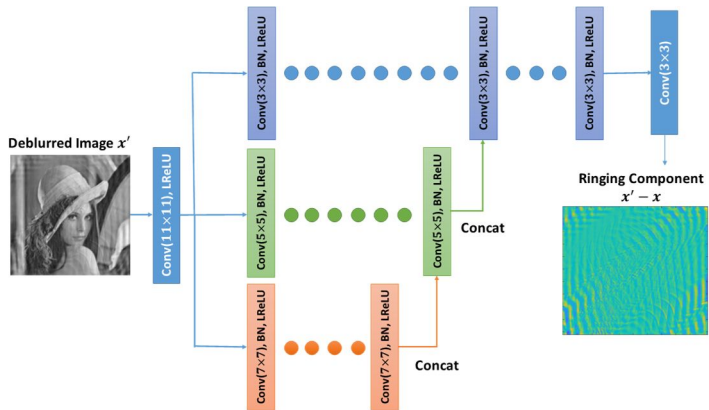 Conv(3×3), BN, LReLU
Conv(3×3), BN, LReLU
Conv(3×3), BN, LReLU
Conv(3×3)
Deblurred Image x′
Conv(11×11), LReLU
Conv(5×5), BN, LReLU
Conv(5×5), BN, LReLU
Concat
Ringing Component
x′ − x
Conv(7×7), BN, LReLU
Conv(7×7), BN, LReLU
Concat